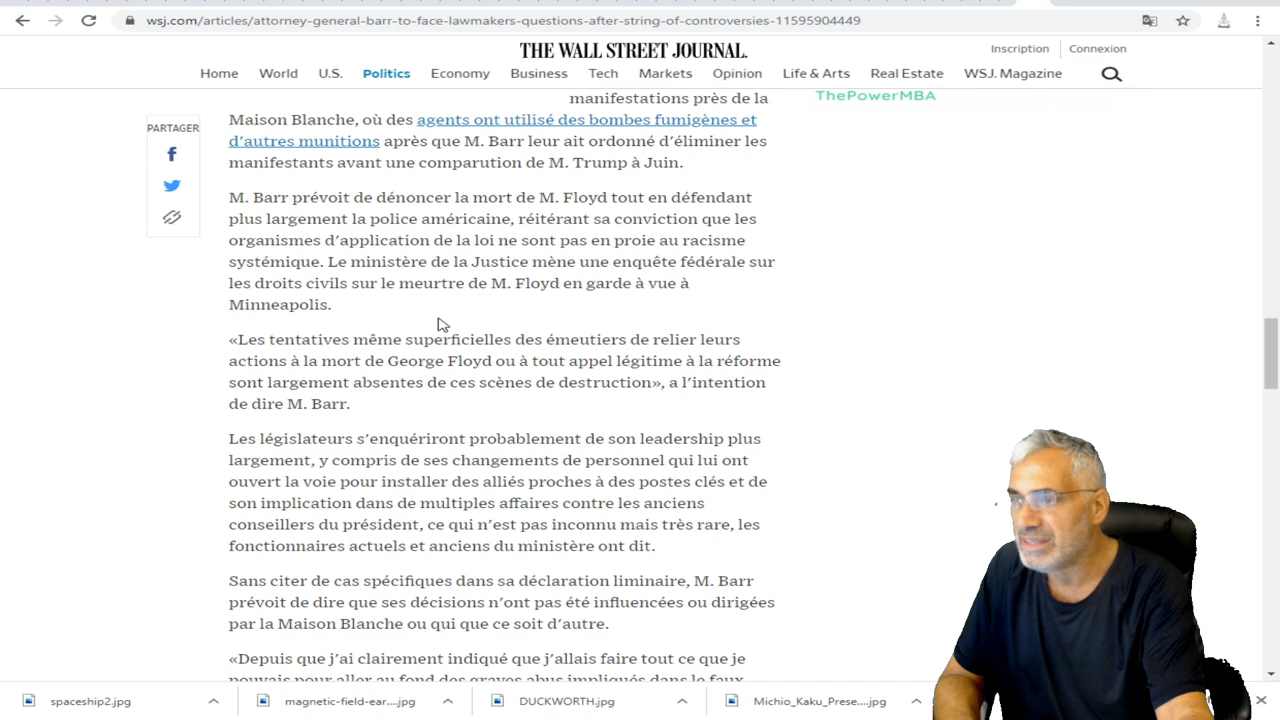 wsj.com/articles/attorney-general-barr-to-face-lawmakers-questions-after-string-of-controversies-11595904449
THE WALL STREET JOURNAL.
Inscription
Connexion
Home World U.S. Politics Economy Business Tech Markets Opinion Life & Arts Real Estate WSJ. Magazine
ThePowerMBA
PARTAGER
manifestations près de la
Maison Blanche, où des agents ont utilisé des bombes fumigènes et
d'autres munitions après que M. Barr leur ait ordonné d'éliminer les
manifestants avant une comparution de M. Trump à Juin.
M. Barr prévoit de dénoncer la mort de M. Floyd tout en défendant
plus largement la police américaine, réitérant sa conviction que les
organismes d'application de la loi ne sont pas en proie au racisme
systémique. Le ministère de la Justice mène une enquête fédérale sur
les droits civils sur le meurtre de M. Floyd en garde à vue à
Minneapolis.
«Les tentatives même superficielles des émeutiers de relier leurs
actions à la mort de George Floyd ou à tout appel légitime à la réforme
sont largement absentes de ces scènes de destruction», a l'intention
de dire M. Barr.
Les législateurs s'enquériront probablement de son leadership plus
largement, y compris de ses changements de personnel qui lui ont
ouvert la voie pour installer des alliés proches à des postes clés et de
son implication dans de multiples affaires contre les anciens
conseillers du président, ce qui n'est pas inconnu mais très rare, les
fonctionnaires actuels et anciens du ministère ont dit.
Sans citer de cas spécifiques dans sa déclaration liminaire, M. Barr
prévoit de dire que ses décisions n'ont pas été influencées ou dirigées
par la Maison Blanche ou qui que ce soit d'autre.
«Depuis que j'ai clairement indiqué que j'allais faire tout ce que je
pouvais pour aller au fond des graves abus impliqués dans le faux
spaceship2.jpg
magnetic-field-ear....jpg
DUCKWORTH.jpg
Michio_Kaku_Prese....jpg